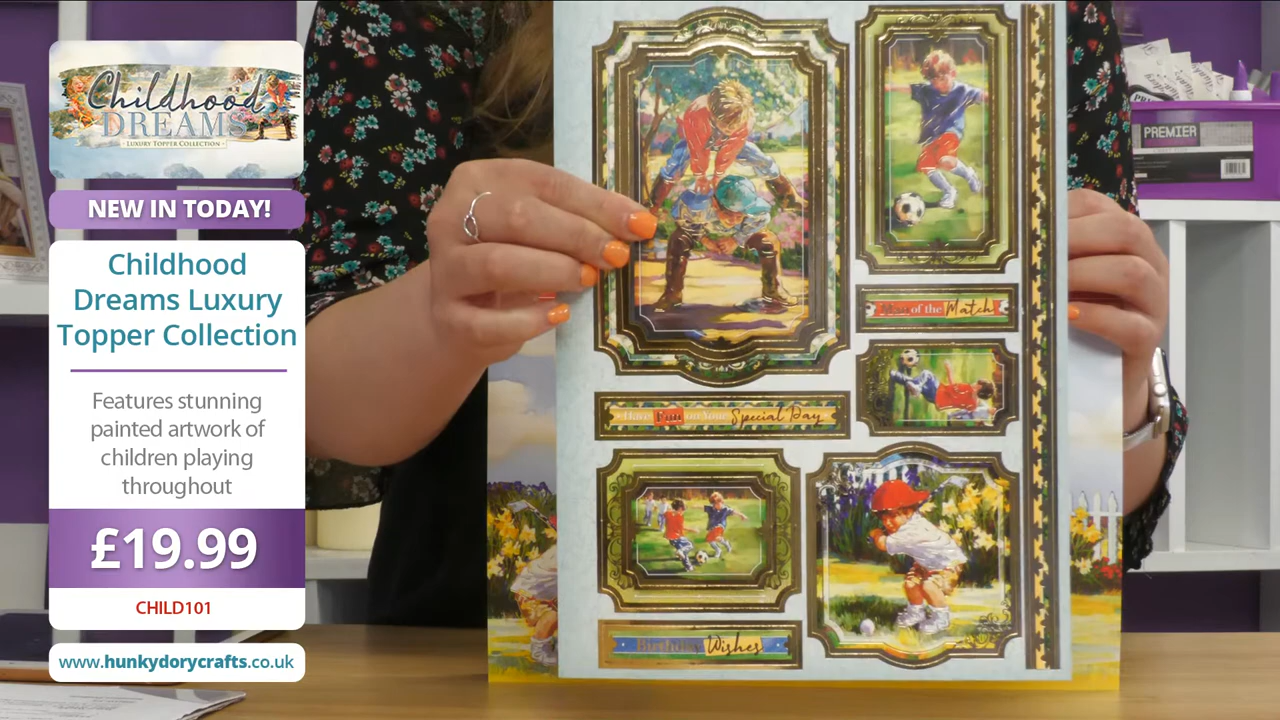 Childhood
DREAMS
· LUXURY TOPPER COLLECTION ·
NEW IN TODAY!
Childhood
Dreams Luxury
Topper Collection
Features stunning
painted artwork of
children playing
throughout
£19.99
CHILD101
www.hunkydorycrafts.co.uk
of the Match
Have Fun on Your Special Day
Birthday Wishes
PREMIER